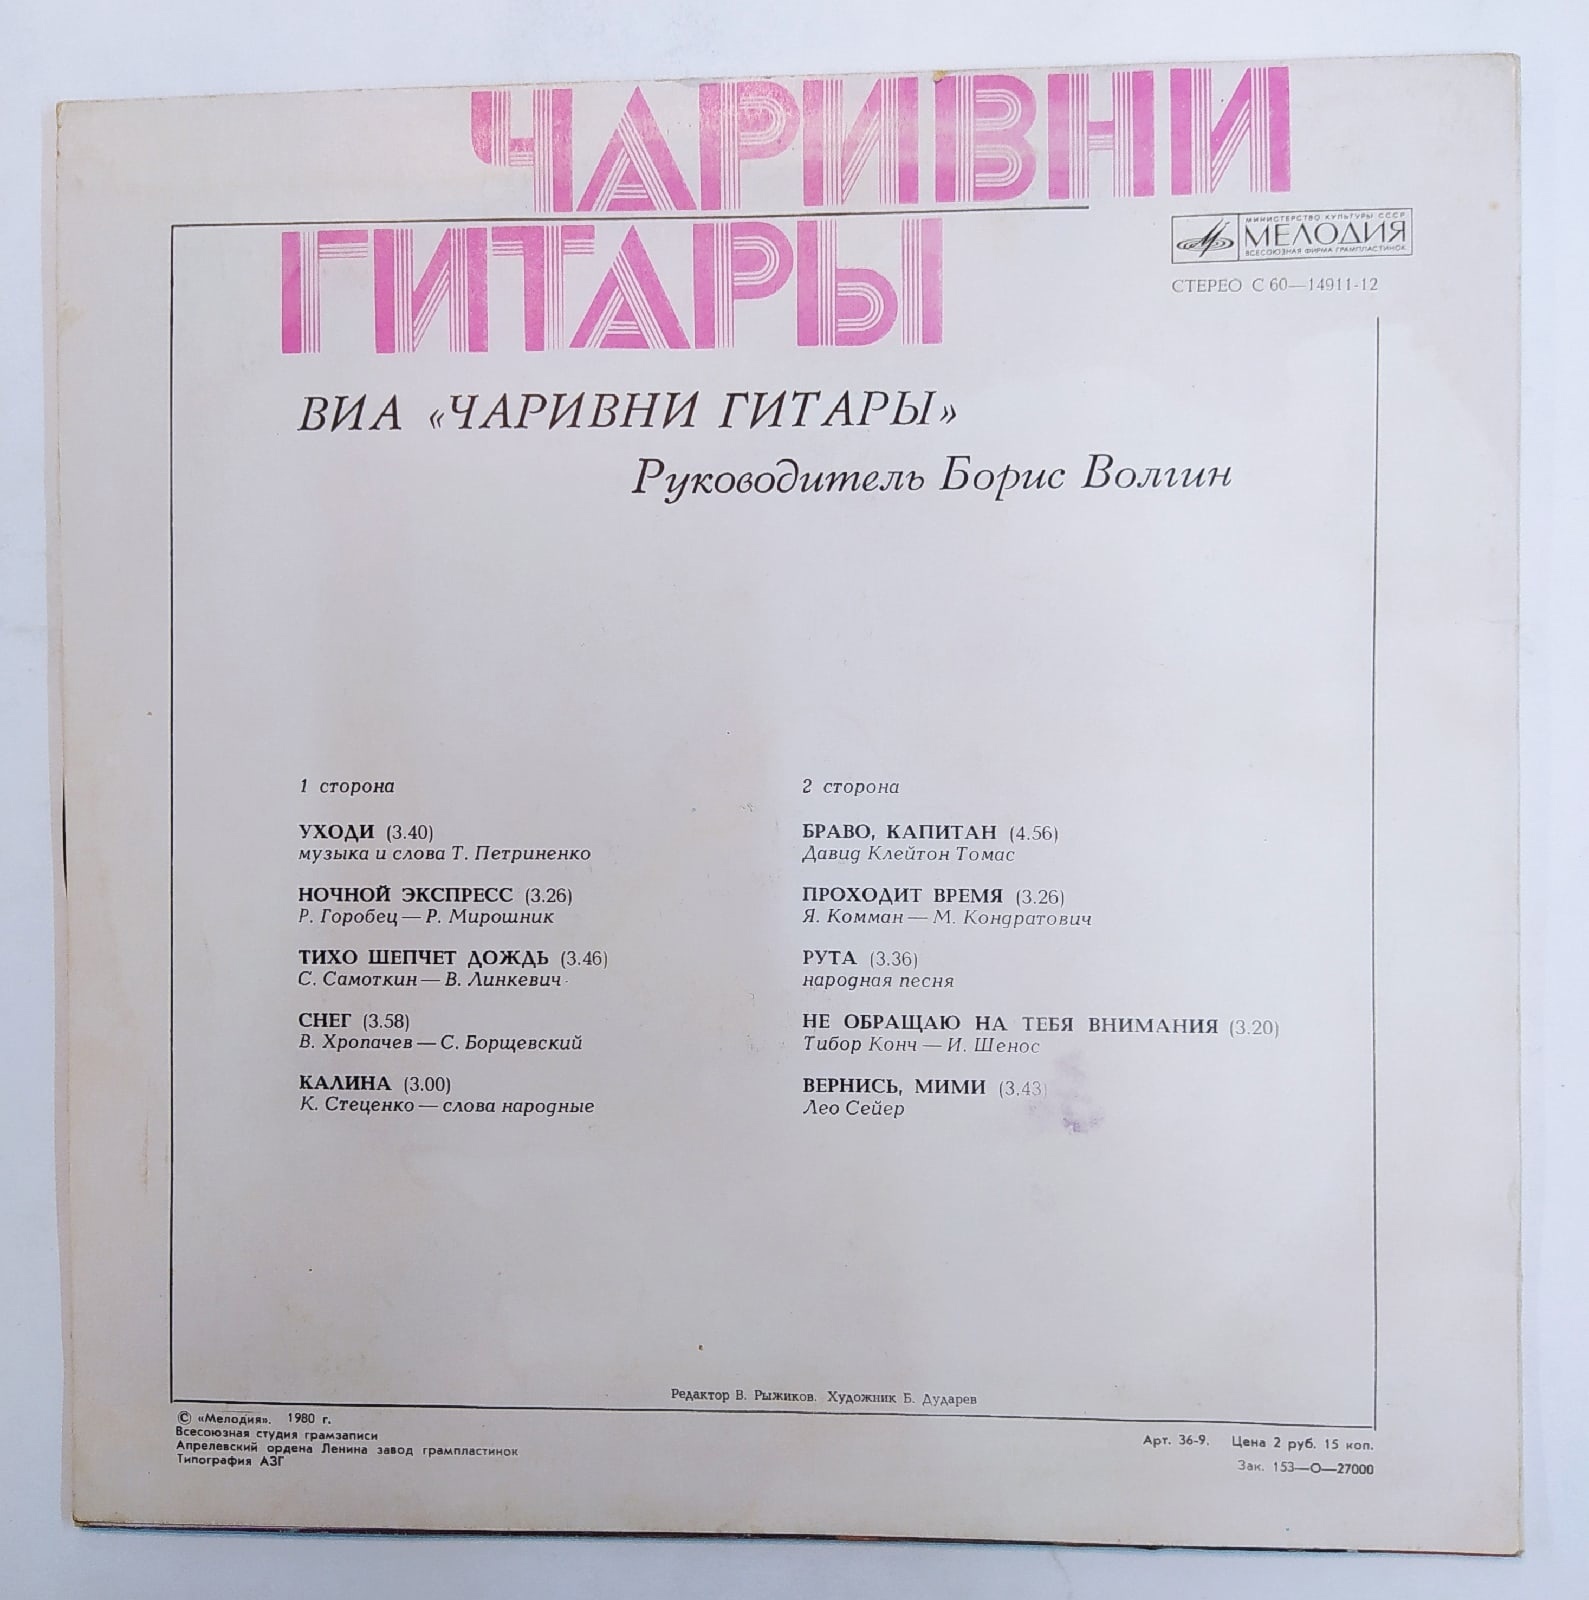 ЧАРИВНИ
ГИТАРЫ
МИНИСТЕРСТВО КУЛЬТУРЫ СССР
МЕЛОДИЯ
ВСЕСОЮЗНАЯ ФИРМА ГРАМПЛАСТИНОК
СТЕРЕО С 60—14911-12
ВИА «ЧАРИВНИ ГИТАРЫ»
Руководитель Борис Волгин
1 сторона
УХОДИ (3.40)
музыка и слова Т. Петриненко
НОЧНОЙ ЭКСПРЕСС (3.26)
Р. Горобец — Р. Мирошник
ТИХО ШЕПЧЕТ ДОЖДЬ (3.46)
С. Самоткин — В. Линкевич
СНЕГ (3.58)
В. Хропачев — С. Борщевский
КАЛИНА (3.00)
К. Стеценко — слова народные
2 сторона
БРАВО, КАПИТАН (4.56)
Давид Клейтон Томас
ПРОХОДИТ ВРЕМЯ (3.26)
Я. Комман — М. Кондратович
РУТА (3.36)
народная песня
НЕ ОБРАЩАЮ НА ТЕБЯ ВНИМАНИЯ (3.20)
Тибор Конч — И. Шенос
ВЕРНИСЬ, МИМИ (3.43)
Лео Сейер
Редактор В. Рыжиков. Художник Б. Дударев
© «Мелодия». 1980 г.
Всесоюзная студия грамзаписи
Апрелевский ордена Ленина завод грампластинок
Типография АЗГ
Арт. 36-9. Цена 2 руб. 15 коп.
Зак. 153—О—27000